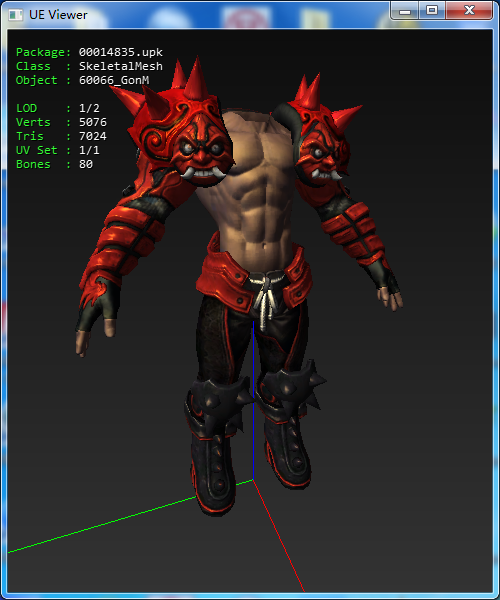 UE Viewer
Package: 00014835.upk
Class : SkeletalMesh
Object : 60066_GonM
LOD : 1/2
Verts : 5076
Tris : 7024
UV Set : 1/1
Bones : 80